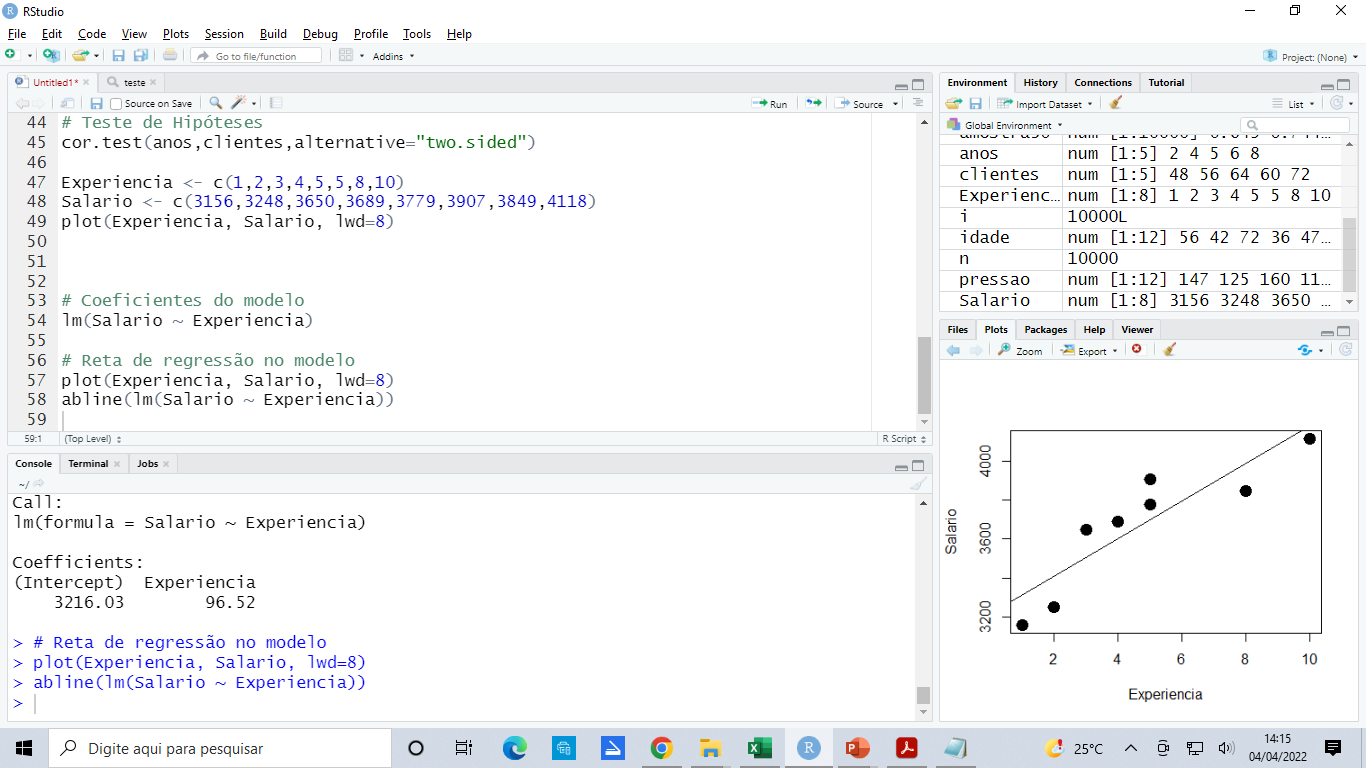 RStudio
File Edit Code View Plots Session Build Debug Profile Tools Help
Go to file/function Addins Project: (None)
Untitled1* teste
Source on Save Run Source
44 # Teste de Hipóteses
45 cor.test(anos,clientes,alternative="two.sided")
46
47 Experiencia <- c(1,2,3,4,5,5,8,10)
48 Salario <- c(3156,3248,3650,3689,3779,3907,3849,4118)
49 plot(Experiencia, Salario, lwd=8)
50
51
52
53 # Coeficientes do modelo
54 lm(Salario ~ Experiencia)
55
56 # Reta de regressão no modelo
57 plot(Experiencia, Salario, lwd=8)
58 abline(lm(Salario ~ Experiencia))
59
59:1 (Top Level) R Script
Console Terminal Jobs
~/
Call:
lm(formula = Salario ~ Experiencia)
Coefficients:
(Intercept) Experiencia
3216.03 96.52
> # Reta de regressão no modelo
> plot(Experiencia, Salario, lwd=8)
> abline(lm(Salario ~ Experiencia))
>
Environment History Connections Tutorial
Import Dataset List
Global Environment
anos num [1:5] 2 4 5 6 8
clientes num [1:5] 48 56 64 60 72
Experienc… num [1:8] 1 2 3 4 5 5 8 10
i 10000L
idade num [1:12] 56 42 72 36 47…
n 10000
pressao num [1:12] 147 125 160 11…
Salario num [1:8] 3156 3248 3650 …
Files Plots Packages Help Viewer
Zoom Export
Salario
4000
3600
3200
2 4 6 8 10
Experiencia
Digite aqui para pesquisar
25°C
14:15
04/04/2022